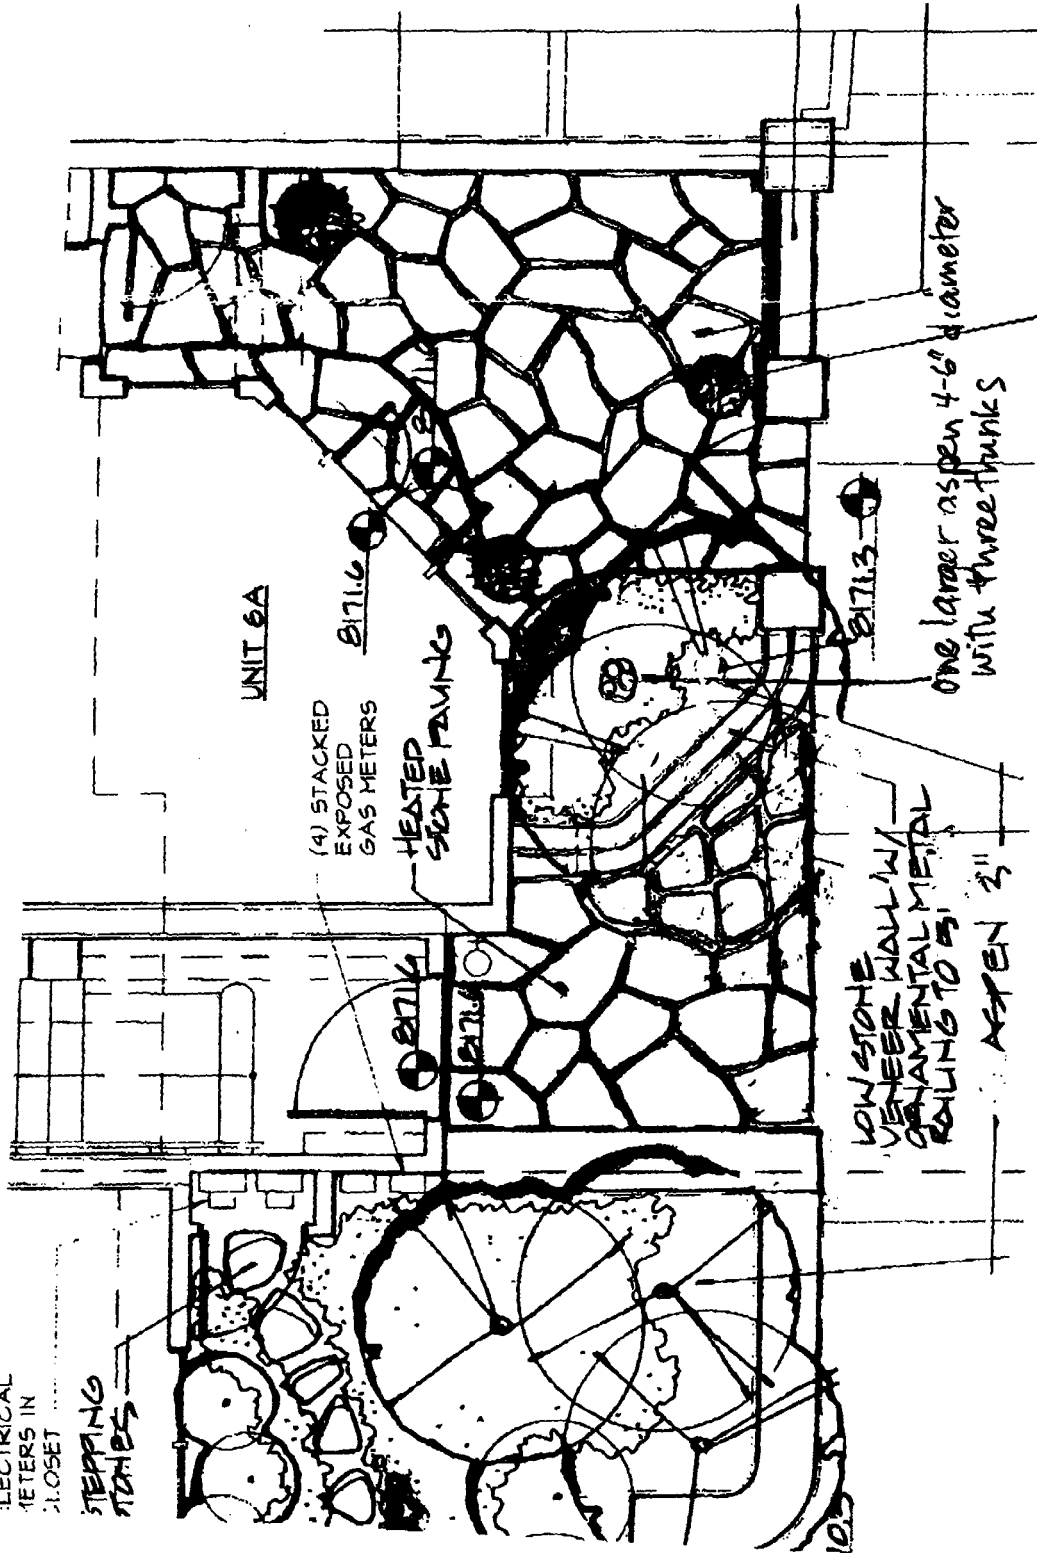 ELECTRICAL
METERS IN
CLOSET
STEPPING
STONES
(4) STACKED
EXPOSED
GAS METERS
HEATED
STONE PAVING
UNIT 6A
8171.6
8171.6
8171.6
8171.3
LOW STONE
VENEER WALL W/
ORNAMENTAL METAL
RAILING TO 3'
ASPEN 3"
one larger aspen 4-6" diameter
with three trunks